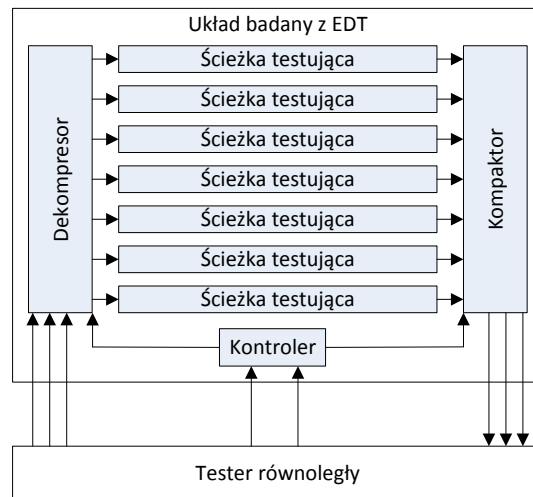 Układ badany z EDT
Dekompresor
Ścieżka testująca
Ścieżka testująca
Ścieżka testująca
Ścieżka testująca
Ścieżka testująca
Ścieżka testująca
Ścieżka testująca
Kompaktor
Kontroler
Tester równoległy